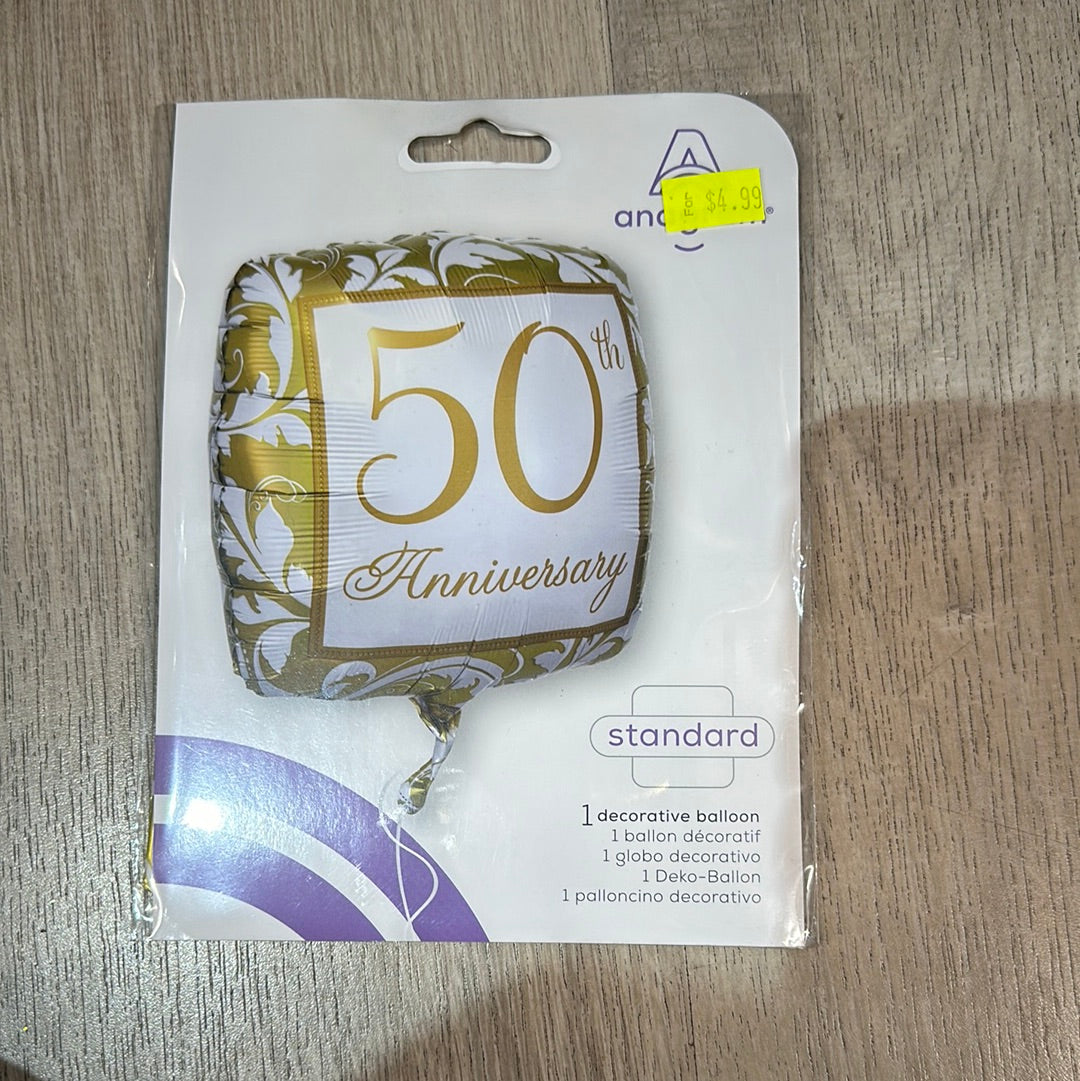 For $4.99
50th
Anniversary
standard
1 decorative balloon
1 ballon décoratif
1 globo decorativo
1 Deko-Ballon
1 palloncino decorativo